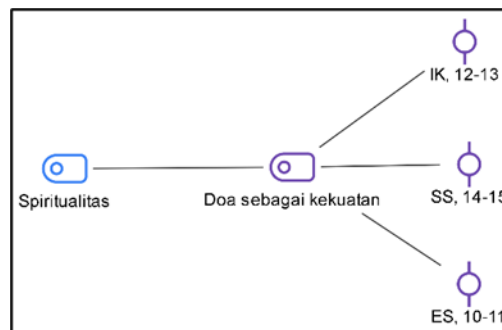 IK, 12-13
Spiritualitas
Doa sebagai kekuatan
SS, 14-15
ES, 10-11